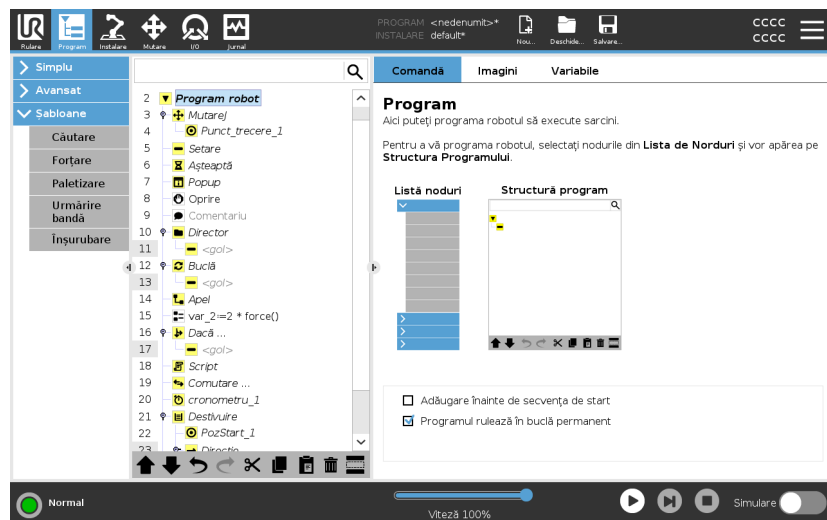 PROGRAM <nedenumit>*
INSTALARE default*
cccc
cccc
Rulare
Program
Instalare
Mutare
I/O
Jurnal
Nou...
Deschide...
Salvare...
Simplu
Avansat
Șabloane
Căutare
Forțare
Paletizare
Urmărire
bandă
Înșurubare
2 Program robot
3 MutareJ
4 Punct_trecere_1
5 Setare
6 Așteaptă
7 Popup
8 Oprire
9 Comentariu
10 Director
11 <gol>
12 Buclă
13 <gol>
14 Apel
15 var_2:=2 * force()
16 Dacă ...
17 <gol>
18 Script
19 Comutare ...
20 cronometru_1
21 Destivuire
22 PozStart_1
23 Direcție
Comandă
Imagini
Variabile
Program
Aici puteți programa robotul să execute sarcini.
Pentru a vă programa robotul, selectați nodurile din Lista de Norduri și vor apărea pe
Structura Programului.
Listă noduri
Structură program
Adăugare înainte de secvența de start
Programul rulează în buclă permanent
Normal
Viteză 100%
Simulare